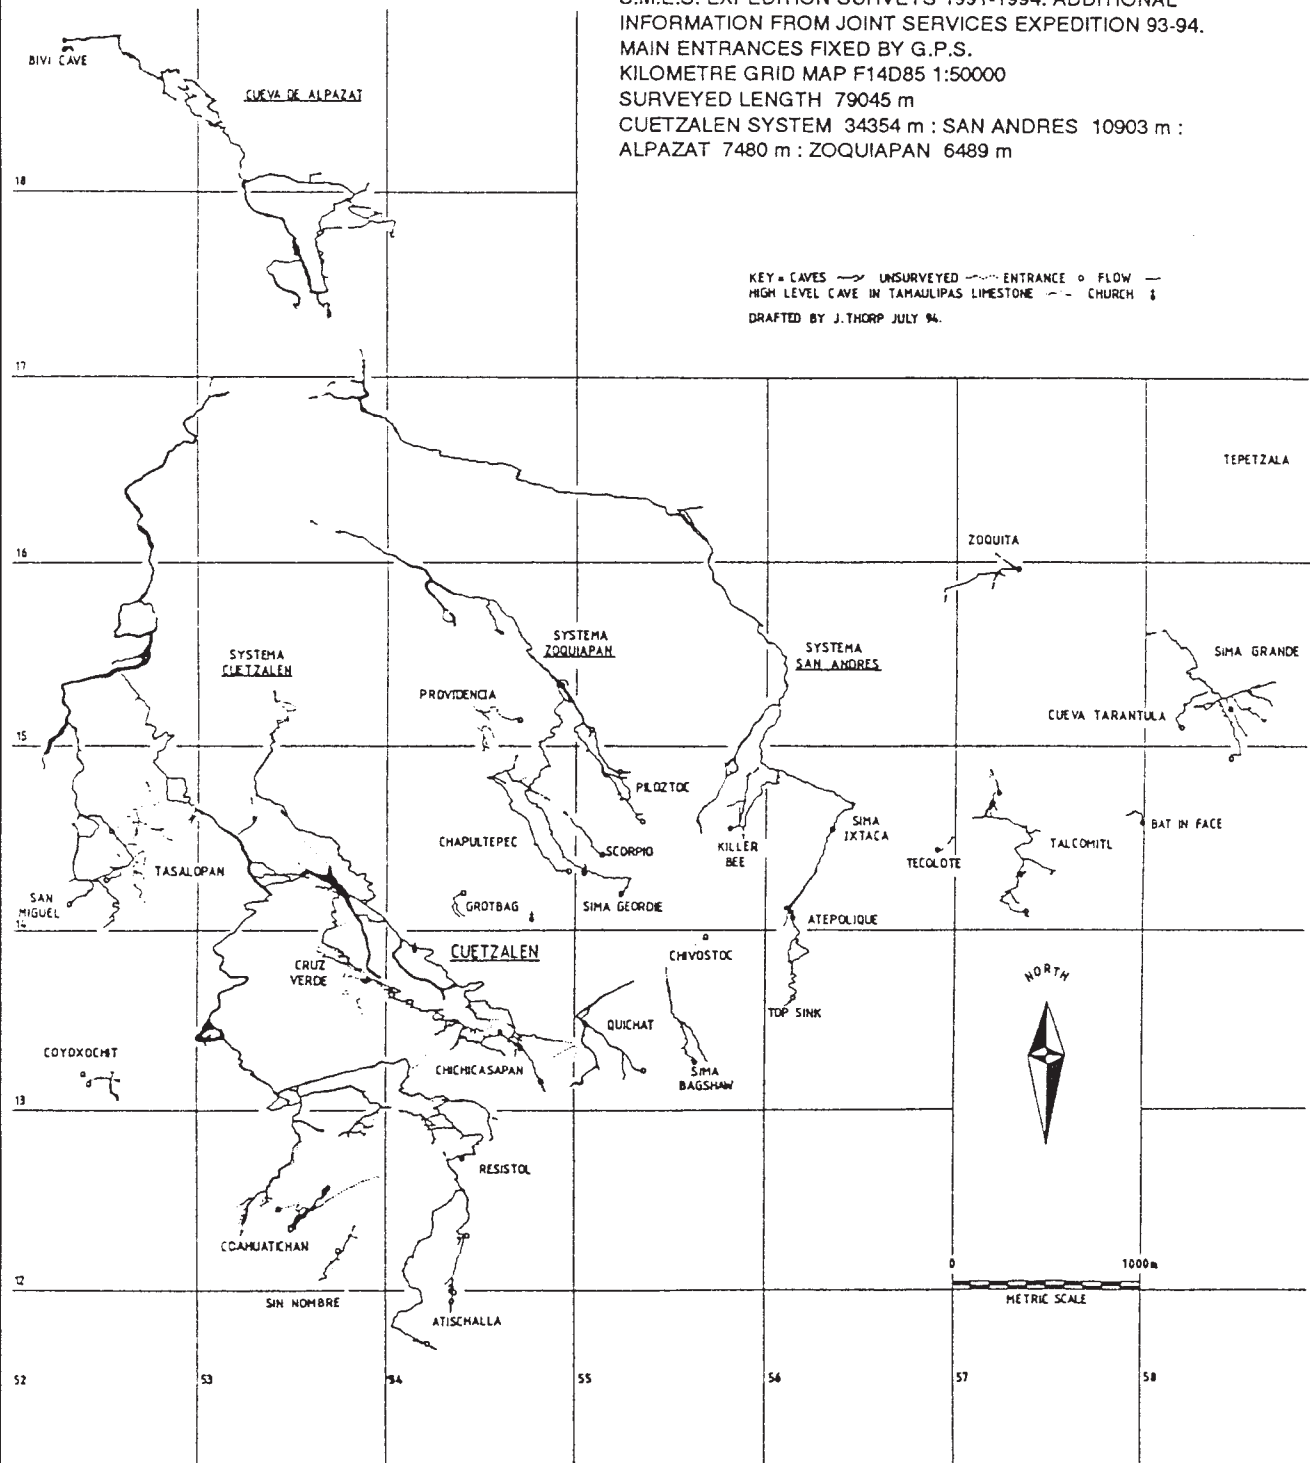 S.M.E.S. EXPEDITION SURVEYS 1991-1994. ADDITIONAL
INFORMATION FROM JOINT SERVICES EXPEDITION 93-94.
MAIN ENTRANCES FIXED BY G.P.S.
KILOMETRE GRID MAP F14D85 1:50000
SURVEYED LENGTH 79045 m
CUETZALEN SYSTEM 34354 m : SAN ANDRES 10903 m :
ALPAZAT 7480 m : ZOQUIAPAN 6489 m
BIVI CAVE
CUEVA DE ALPAZAT
18
KEY = CAVES UNSURVEYED ENTRANCE FLOW
HIGH LEVEL CAVE IN TAMAULIPAS LIMESTONE CHURCH
DRAFTED BY J.THORP JULY 94.
17
TEPETZALA
16
ZOQUITA
SYSTEMA
CUETZALEN
SYSTEMA
ZOQUIAPAN
SYSTEMA
SAN ANDRES
SIMA GRANDE
PROVIDENCIA
CUEVA TARANTULA
15
PILOZTOC
CHAPULTEPEC
SCORPIO
KILLER
BEE
SIMA
IXTACA
TECOLOTE
TALCOMITL
BAT IN FACE
TASALOPAN
SAN
MIGUEL
GROTBAG
SIMA GEORDIE
ATEPOLIQUE
14
CUETZALEN
CHIVOSTOC
CRUZ
VERDE
NORTH
TOP SINK
QUICHAT
COYOXOCHIT
CHICHICASAPAN
SIMA
BAGSHAW
13
RESISTOL
COAHUATICHAN
0 1000m
METRIC SCALE
12
SIN NOMBRE
ATISCHALLA
52 53 54 55 56 57 58